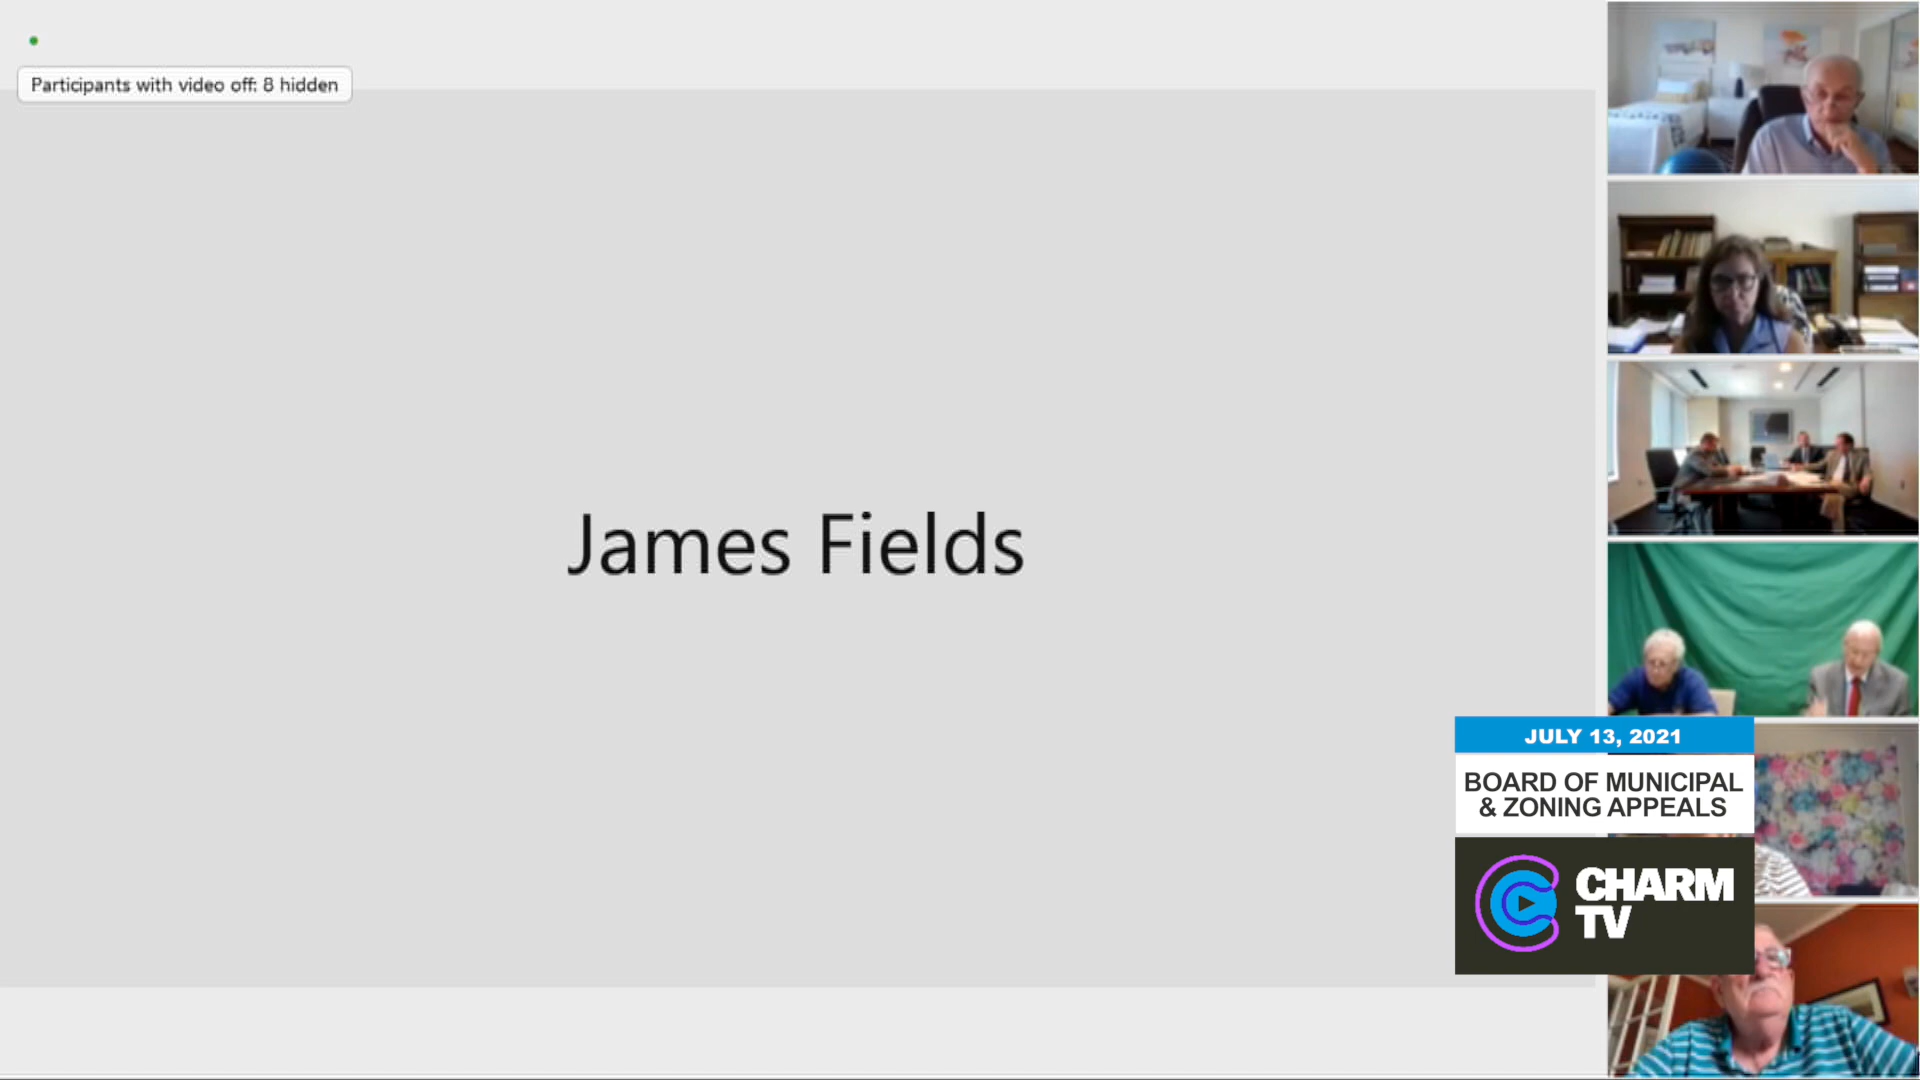 Participants with video off: 8 hidden
James Fields
JULY 13, 2021
BOARD OF MUNICIPAL
& ZONING APPEALS
CHARM
TV